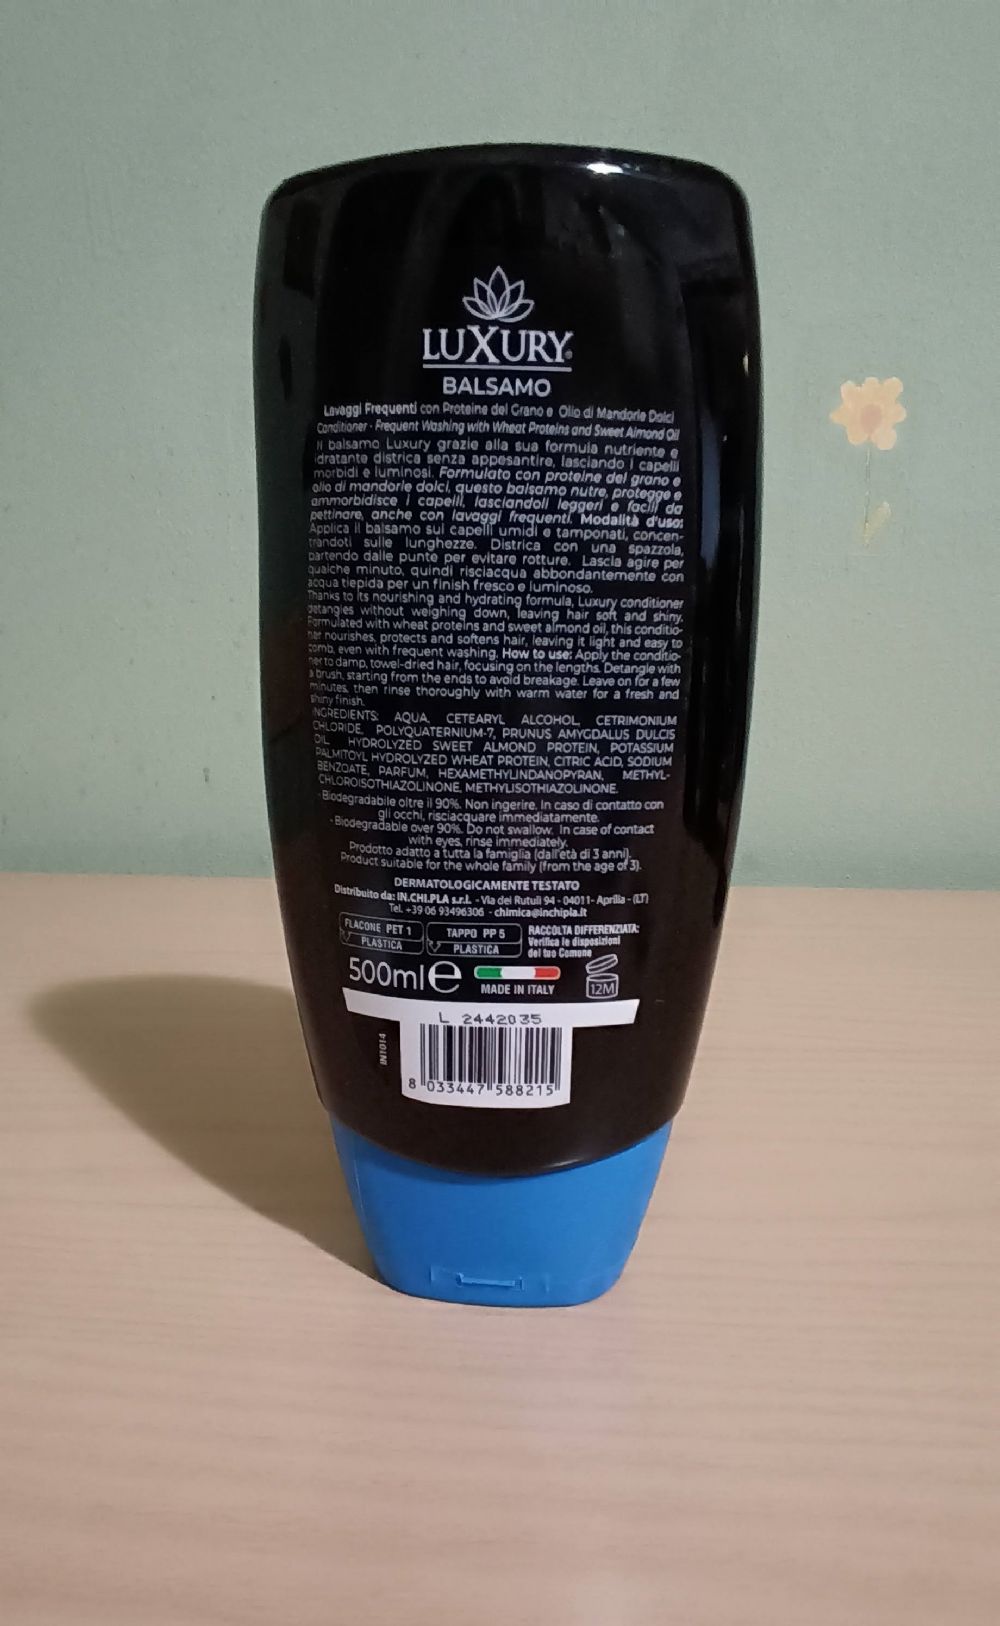 LUXURY®
BALSAMO
Lavaggi Frequenti con Proteine del Grano e Olio di Mandorle Dolci
Conditioner - Frequent Washing with Wheat Proteins and Sweet Almond Oil
Il balsamo Luxury grazie alla sua formula nutriente e
idratante districa senza appesantire, lasciando i capelli
morbidi e luminosi. Formulato con proteine del grano e
olio di mandorle dolci, questo balsamo nutre, protegge e
ammorbidisce i capelli, lasciandoli leggeri e facili da
pettinare, anche con lavaggi frequenti. Modalità d'uso:
Applica il balsamo sui capelli umidi e tamponati, concen-
trandoti sulle lunghezze. Districa con una spazzola,
partendo dalle punte per evitare rotture. Lascia agire per
qualche minuto, quindi risciacqua abbondantemente con
acqua tiepida per un finish fresco e luminoso.
Thanks to its nourishing and hydrating formula, Luxury conditioner
detangles without weighing down, leaving hair soft and shiny.
Formulated with wheat proteins and sweet almond oil, this conditio-
ner nourishes, protects and softens hair, leaving it light and easy to
comb, even with frequent washing. How to use: Apply the conditio-
ner to damp, towel-dried hair, focusing on the lengths. Detangle with
a brush, starting from the ends to avoid breakage. Leave on for a few
minutes, then rinse thoroughly with warm water for a fresh and
shiny finish.
INGREDIENTS: AQUA, CETEARYL ALCOHOL, CETRIMONIUM
CHLORIDE, POLYQUATERNIUM-7, PRUNUS AMYGDALUS DULCIS
OIL, HYDROLYZED SWEET ALMOND PROTEIN, POTASSIUM
PALMITOYL HYDROLYZED WHEAT PROTEIN, CITRIC ACID, SODIUM
BENZOATE, PARFUM, HEXAMETHYLINDANOPYRAN, METHYL-
CHLOROISOTHIAZOLINONE, METHYLISOTHIAZOLINONE.
- Biodegradabile oltre il 90%. Non ingerire. In caso di contatto con
gli occhi, risciacquare immediatamente.
- Biodegradable over 90%. Do not swallow. In case of contact
with eyes, rinse immediately.
Prodotto adatto a tutta la famiglia (dall'età di 3 anni).
Product suitable for the whole family (from the age of 3).
DERMATOLOGICAMENTE TESTATO
Distribuito da: IN.CHI.PLA s.r.l. - Via dei Rutuli 94 - 04011- Aprilia - (LT)
Tel. +39 06 93496306 - chimica@inchipla.it
FLACONE PET 1
PLASTICA
TAPPO PP 5
PLASTICA
RACCOLTA DIFFERENZIATA:
Verifica le disposizioni
del tuo Comune
500ml e
MADE IN ITALY
12M
L 2442035
IN1014
8 033447 588215